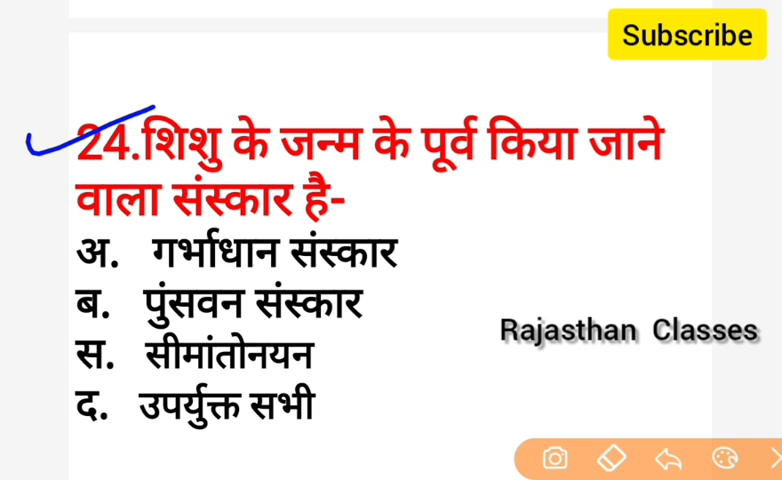 Subscribe
24.शिशु के जन्म के पूर्व किया जाने
वाला संस्कार है-
अ. गर्भाधान संस्कार
ब. पुंसवन संस्कार
स. सीमांतोनयन
द. उपर्युक्त सभी
Rajasthan Classes